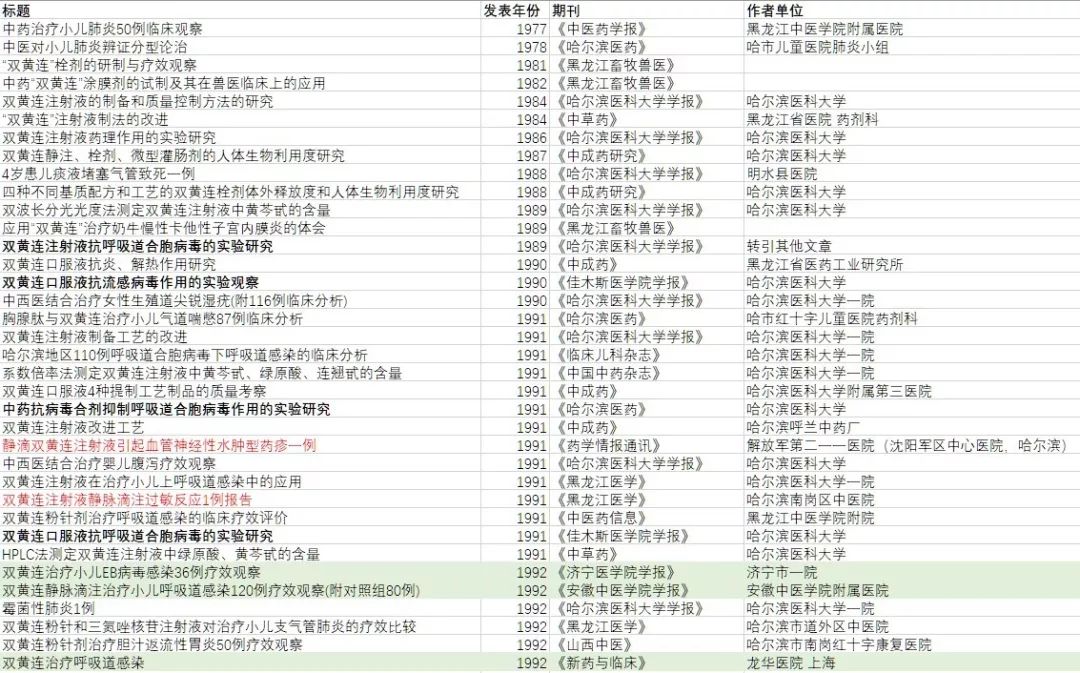 标题 发表年份 期刊 作者单位
中药治疗小儿肺炎50例临床观察 1977 《中医药学报》 黑龙江中医学院附属医院
中医对小儿肺炎辨证分型论治 1978 《哈尔滨医药》 哈市儿童医院肺炎小组
“双黄连”栓剂的研制与疗效观察 1981 《黑龙江畜牧兽医》
中药“双黄连”涂膜剂的试制及其在兽医临床上的应用 1982 《黑龙江畜牧兽医》
双黄连注射液的制备和质量控制方法的研究 1984 《哈尔滨医科大学学报》 哈尔滨医科大学
“双黄连”注射液制法的改进 1984 《中草药》 黑龙江省医院 药剂科
双黄连注射液药理作用的实验研究 1986 《哈尔滨医科大学学报》 哈尔滨医科大学
双黄连静注、栓剂、微型灌肠剂的人体生物利用度研究 1987 《中成药研究》 哈尔滨医科大学
4岁患儿痰液堵塞气管致死一例 1988 《哈尔滨医科大学学报》 明水县医院
四种不同基质配方和工艺的双黄连栓剂体外释放度和人体生物利用度研究 1988 《中成药研究》 哈尔滨医科大学
双波长分光光度法测定双黄连注射液中黄芩甙的含量 1989 《哈尔滨医科大学学报》 哈尔滨医科大学
应用“双黄连”治疗奶牛慢性卡他性子宫内膜炎的体会 1989 《黑龙江畜牧兽医》
双黄连注射液抗呼吸道合胞病毒的实验研究 1989 《哈尔滨医科大学学报》 转引其他文章
双黄连口服液抗炎、解热作用研究 1990 《中成药》 黑龙江省医药工业研究所
双黄连口服液抗流感病毒作用的实验观察 1990 《佳木斯医学院学报》 哈尔滨医科大学
中西医结合治疗女性生殖道尖锐湿疣(附116例临床分析) 1990 《哈尔滨医科大学学报》 哈尔滨医科大学一院
胸腺肽与双黄连治疗小儿气道喘憋87例临床分析 1991 《哈尔滨医药》 哈市红十字儿童医院药剂科
双黄连注射液制备工艺的改进 1991 《哈尔滨医科大学学报》 哈尔滨医科大学一院
哈尔滨地区110例呼吸道合胞病毒下呼吸道感染的临床分析 1991 《临床儿科杂志》 哈尔滨医科大学一院
系数倍率法测定双黄连注射液中黄芩甙、绿原酸、连翘甙的含量 1991 《中国中药杂志》 哈尔滨医科大学一院
双黄连口服液4种提制工艺制品的质量考察 1991 《中成药》 哈尔滨医科大学附属第三医院
中药抗病毒合剂抑制呼吸道合胞病毒作用的实验研究 1991 《哈尔滨医药》 哈尔滨医科大学
双黄连注射液改进工艺 1991 《中成药》 哈尔滨呼兰中药厂
静滴双黄连注射液引起血管神经性水肿型药疹一例 1991 《药学情报通讯》 解放军第二一一医院（沈阳军区中心医院，哈尔滨）
中西医结合治疗婴儿腹泻疗效观察 1991 《哈尔滨医科大学学报》 哈尔滨医科大学
双黄连注射液在治疗小儿上呼吸道感染中的应用 1991 《黑龙江医学》 哈尔滨医科大学一院
双黄连注射液静脉滴注过敏反应1例报告 1991 《黑龙江医学》 哈尔滨南岗区中医院
双黄连粉针剂治疗呼吸道感染的临床疗效评价 1991 《中医药信息》 黑龙江中医学院附院
双黄连口服液抗呼吸道合胞病毒的实验研究 1991 《佳木斯医学院学报》 哈尔滨医科大学
HPLC法测定双黄连注射液中绿原酸、黄芩甙的含量 1991 《中草药》 哈尔滨医科大学
双黄连治疗小儿EB病毒感染36例疗效观察 1992 《济宁医学院学报》 济宁市一院
双黄连静脉滴注治疗小儿呼吸道感染120例疗效观察(附对照组80例) 1992 《安徽中医学院学报》 安徽中医学院附属医院
霉菌性肺炎1例 1992 《哈尔滨医科大学学报》 哈尔滨医科大学一院
双黄连粉针和三氮唑核苷注射液对治疗小儿支气管肺炎的疗效比较 1992 《黑龙江医学》 哈尔滨市道外区中医院
双黄连粉针剂治疗胆汁返流性胃炎50例疗效观察 1992 《山西中医》 哈尔滨市南岗红十字康复医院
双黄连治疗呼吸道感染 1992 《新药与临床》 龙华医院 上海